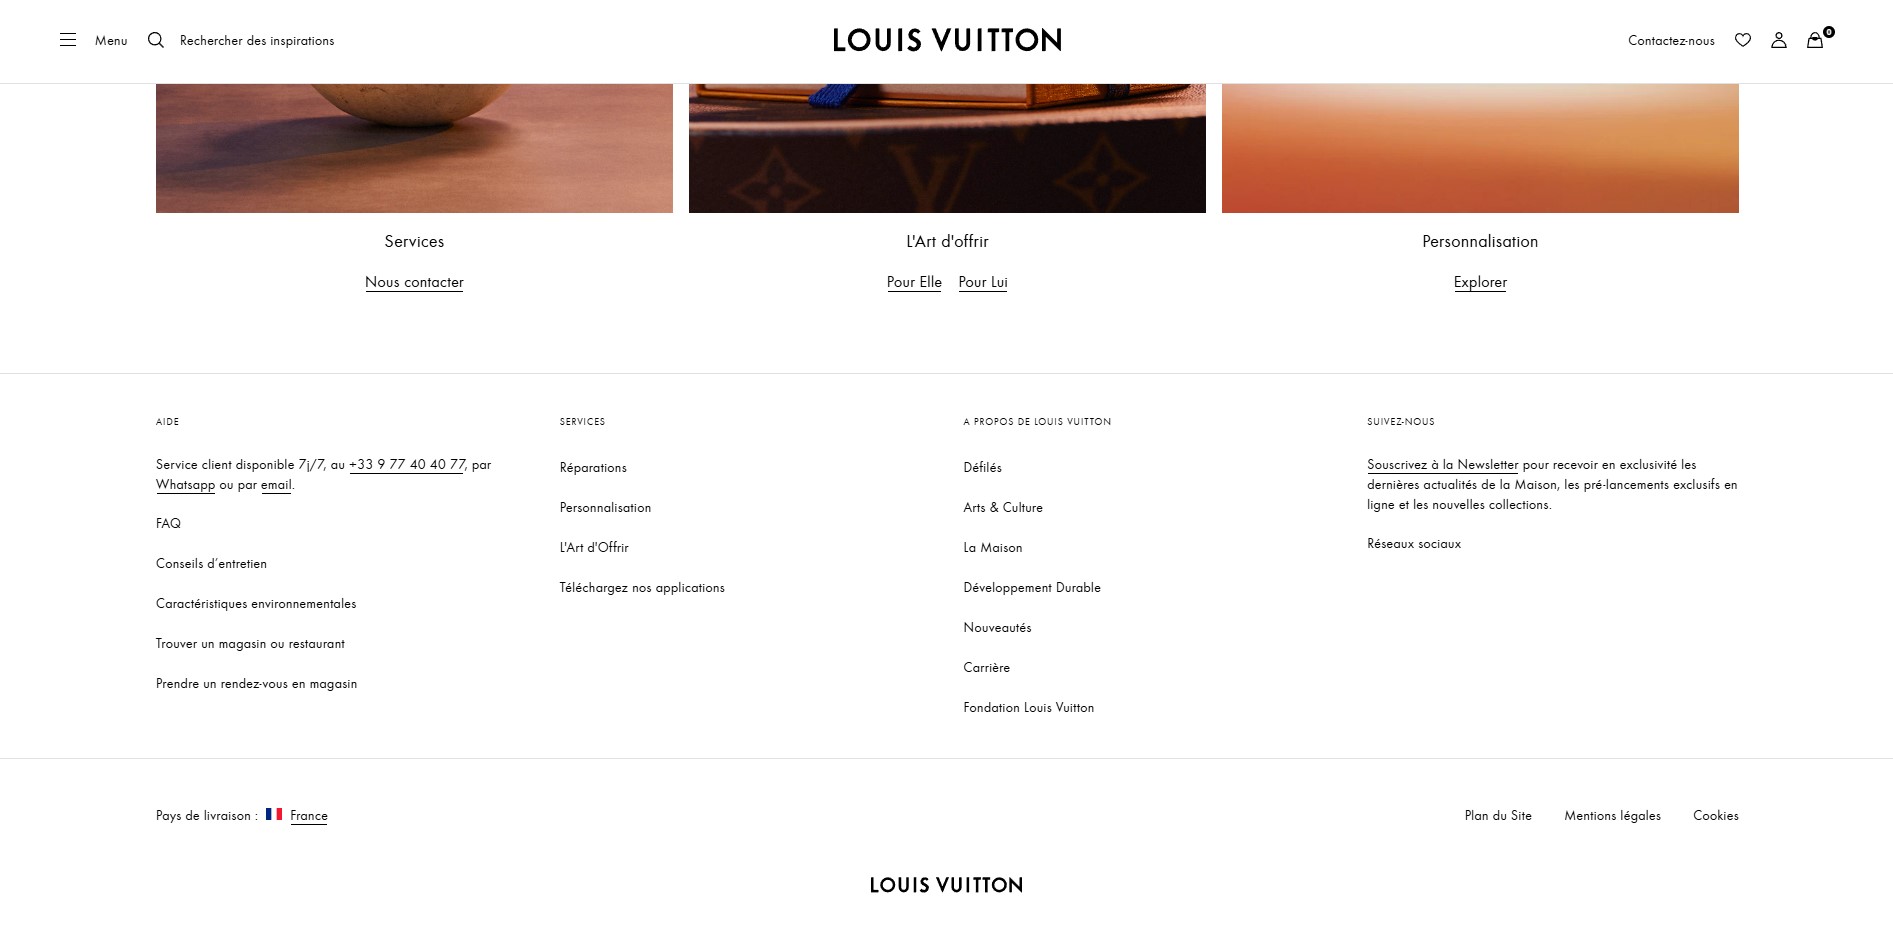 Menu
Rechercher des inspirations
LOUIS VUITTON
Contactez-nous
0
Services
Nous contacter
L'Art d'offrir
Pour Elle Pour Lui
Personnalisation
Explorer
AIDE
Service client disponible 7j/7, au +33 9 77 40 40 77, par
Whatsapp ou par email.
FAQ
Conseils d’entretien
Caractéristiques environnementales
Trouver un magasin ou restaurant
Prendre un rendez-vous en magasin
SERVICES
Réparations
Personnalisation
L'Art d'Offrir
Téléchargez nos applications
A PROPOS DE LOUIS VUITTON
Défilés
Arts & Culture
La Maison
Développement Durable
Nouveautés
Carrière
Fondation Louis Vuitton
SUIVEZ-NOUS
Souscrivez à la Newsletter pour recevoir en exclusivité les
dernières actualités de la Maison, les pré-lancements exclusifs en
ligne et les nouvelles collections.
Réseaux sociaux
Pays de livraison : France
Plan du Site Mentions légales Cookies
LOUIS VUITTON